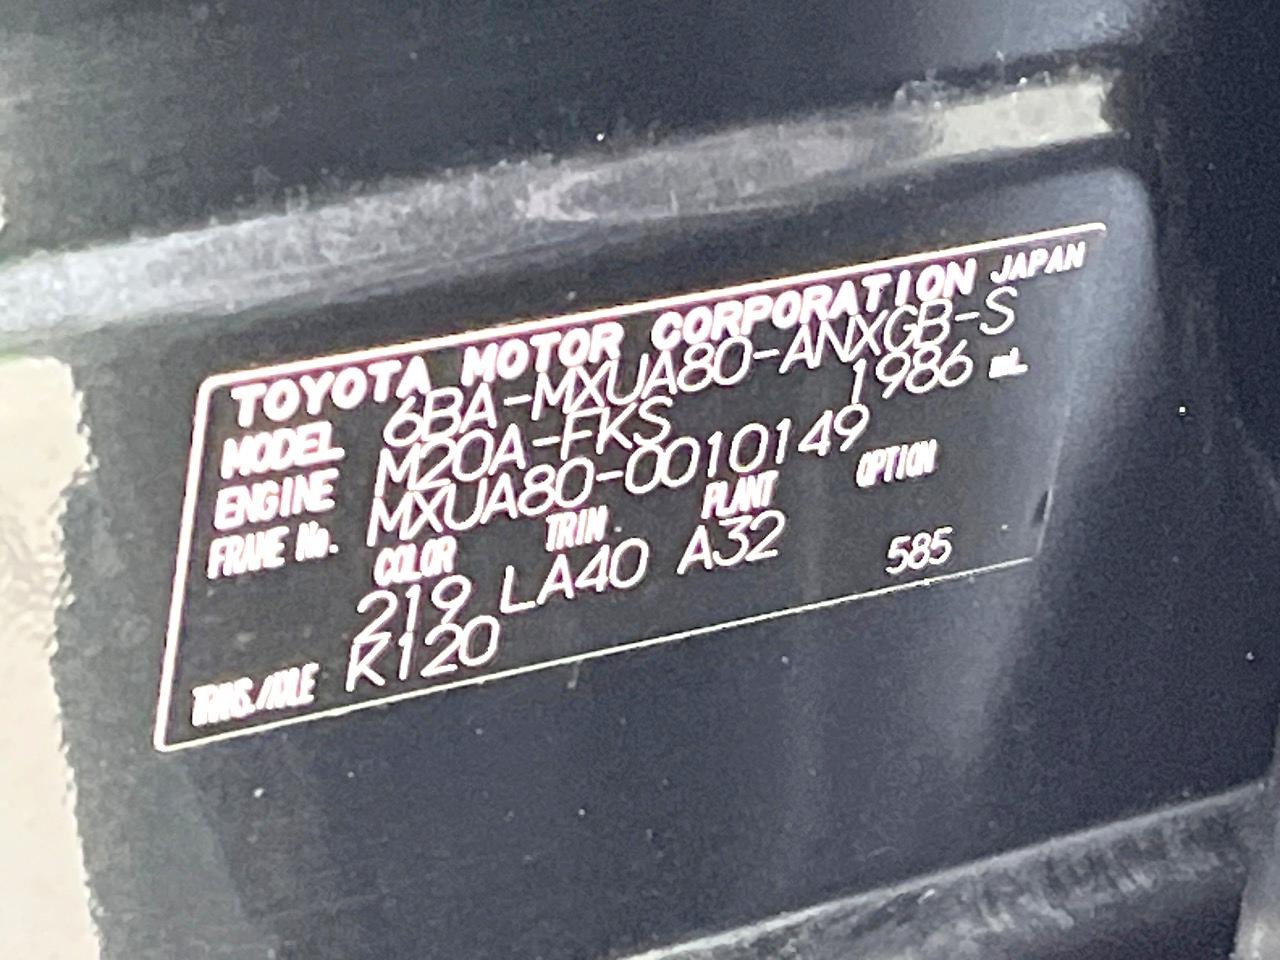 TOYOTA MOTOR CORPORATION JAPAN
MODEL 6BA-MXUA80-ANXGB-S
ENGINE M20A-FKS 1986 mL
FRAME No. MXUA80-0010149
COLOR TRIM PLANT OPTION
219 LA40 A32 585
TRANS./AXLE K120